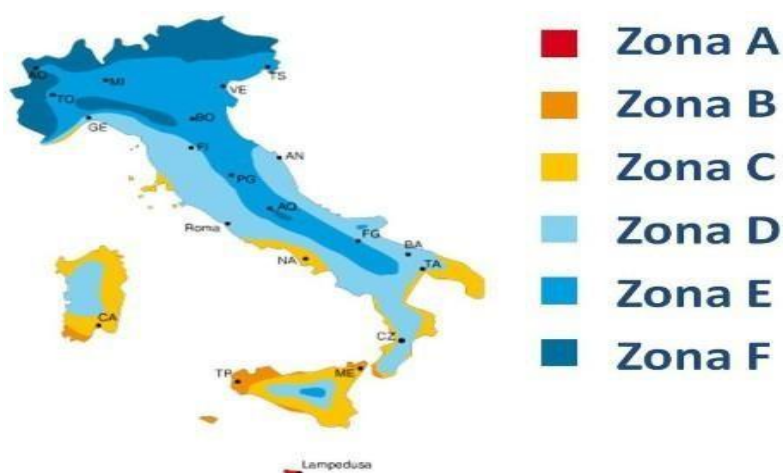 AO
MI
TO
VE
TS
GE
BO
FI
AN
PG
AQ
Roma
FG
BA
NA
TA
CA
CZ
TP
ME
Lampedusa
Zona A
Zona B
Zona C
Zona D
Zona E
Zona F